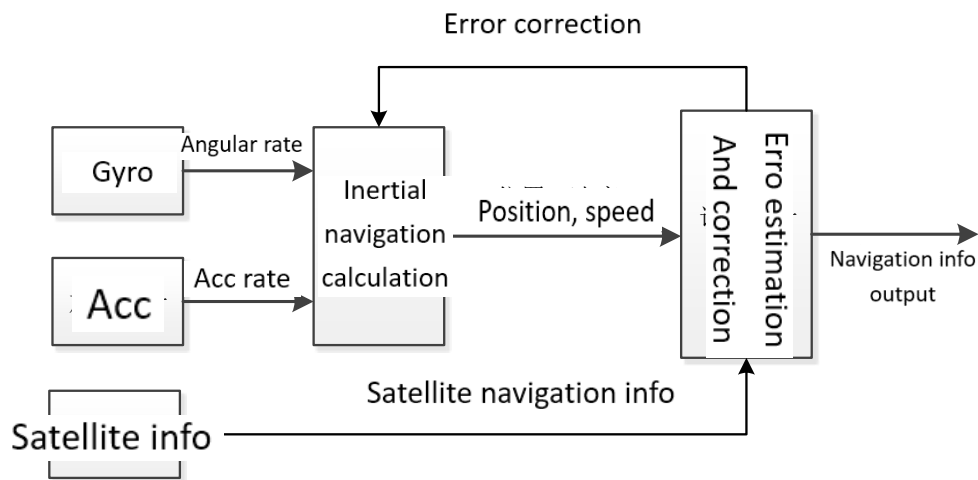 Error correction
Angular rate
Gyro
Inertial
navigation
calculation
Position, speed
Erro estimation
And correction
Navigation info
output
Acc rate
Acc
Satellite navigation info
Satellite info